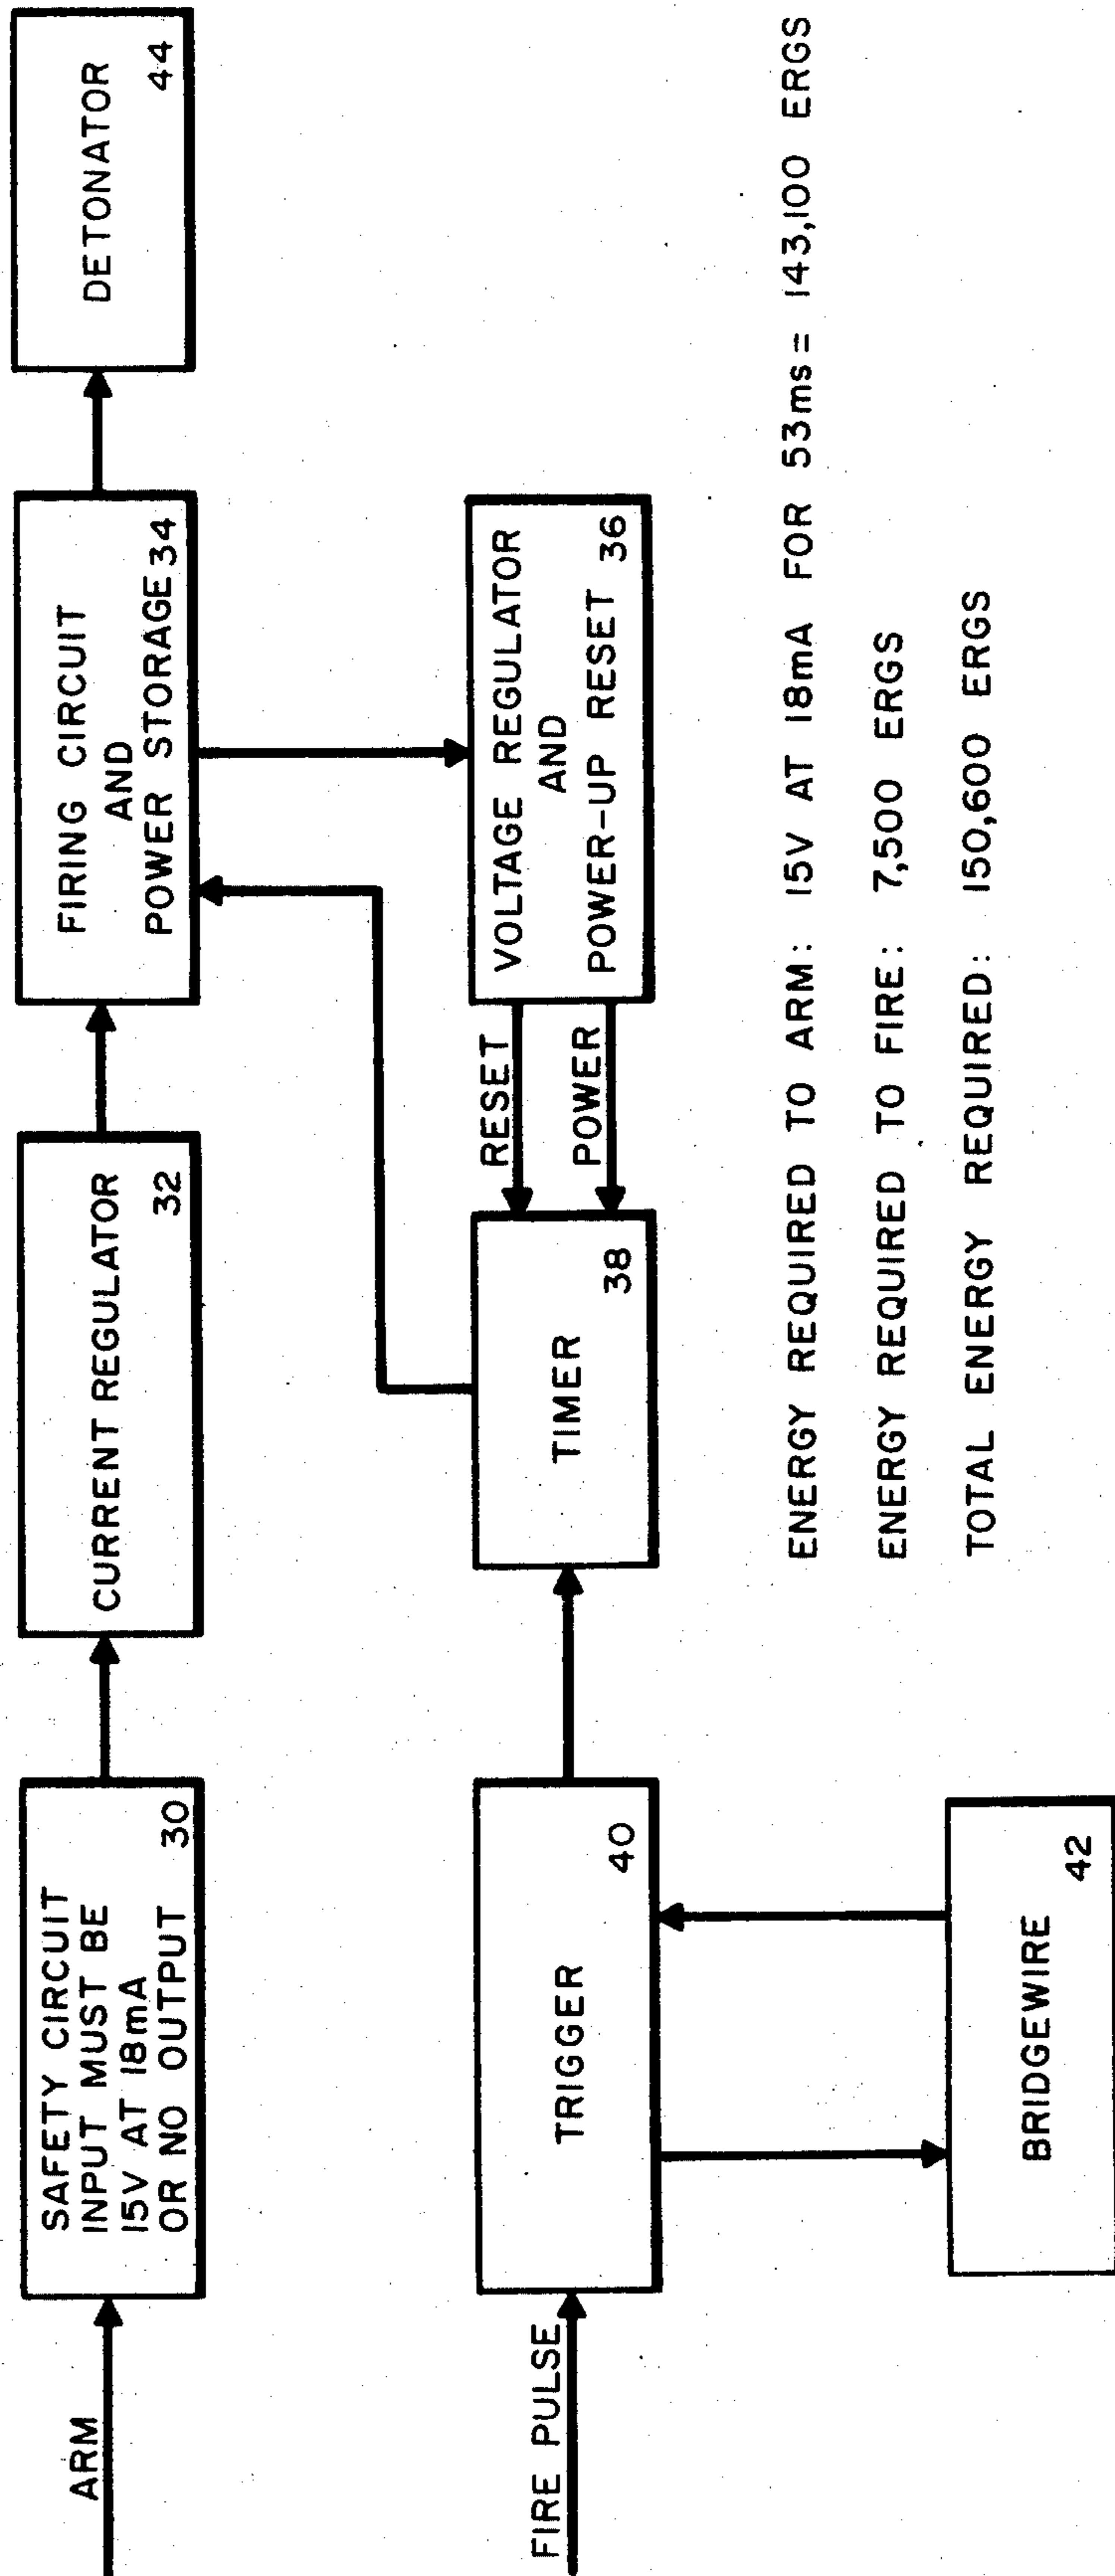 ARM
SAFETY CIRCUIT
INPUT MUST BE
15V AT 18mA
OR NO OUTPUT 30
CURRENT REGULATOR
32
FIRING CIRCUIT
AND
POWER STORAGE 34
DETONATOR
44
FIRE PULSE
TRIGGER
40
TIMER
38
RESET
POWER
VOLTAGE REGULATOR
AND
POWER-UP RESET 36
BRIDGEWIRE
42
ENERGY REQUIRED TO ARM: 15V AT 18mA FOR 53ms = 143,100 ERGS
ENERGY REQUIRED TO FIRE: 7,500 ERGS
TOTAL ENERGY REQUIRED: 150,600 ERGS